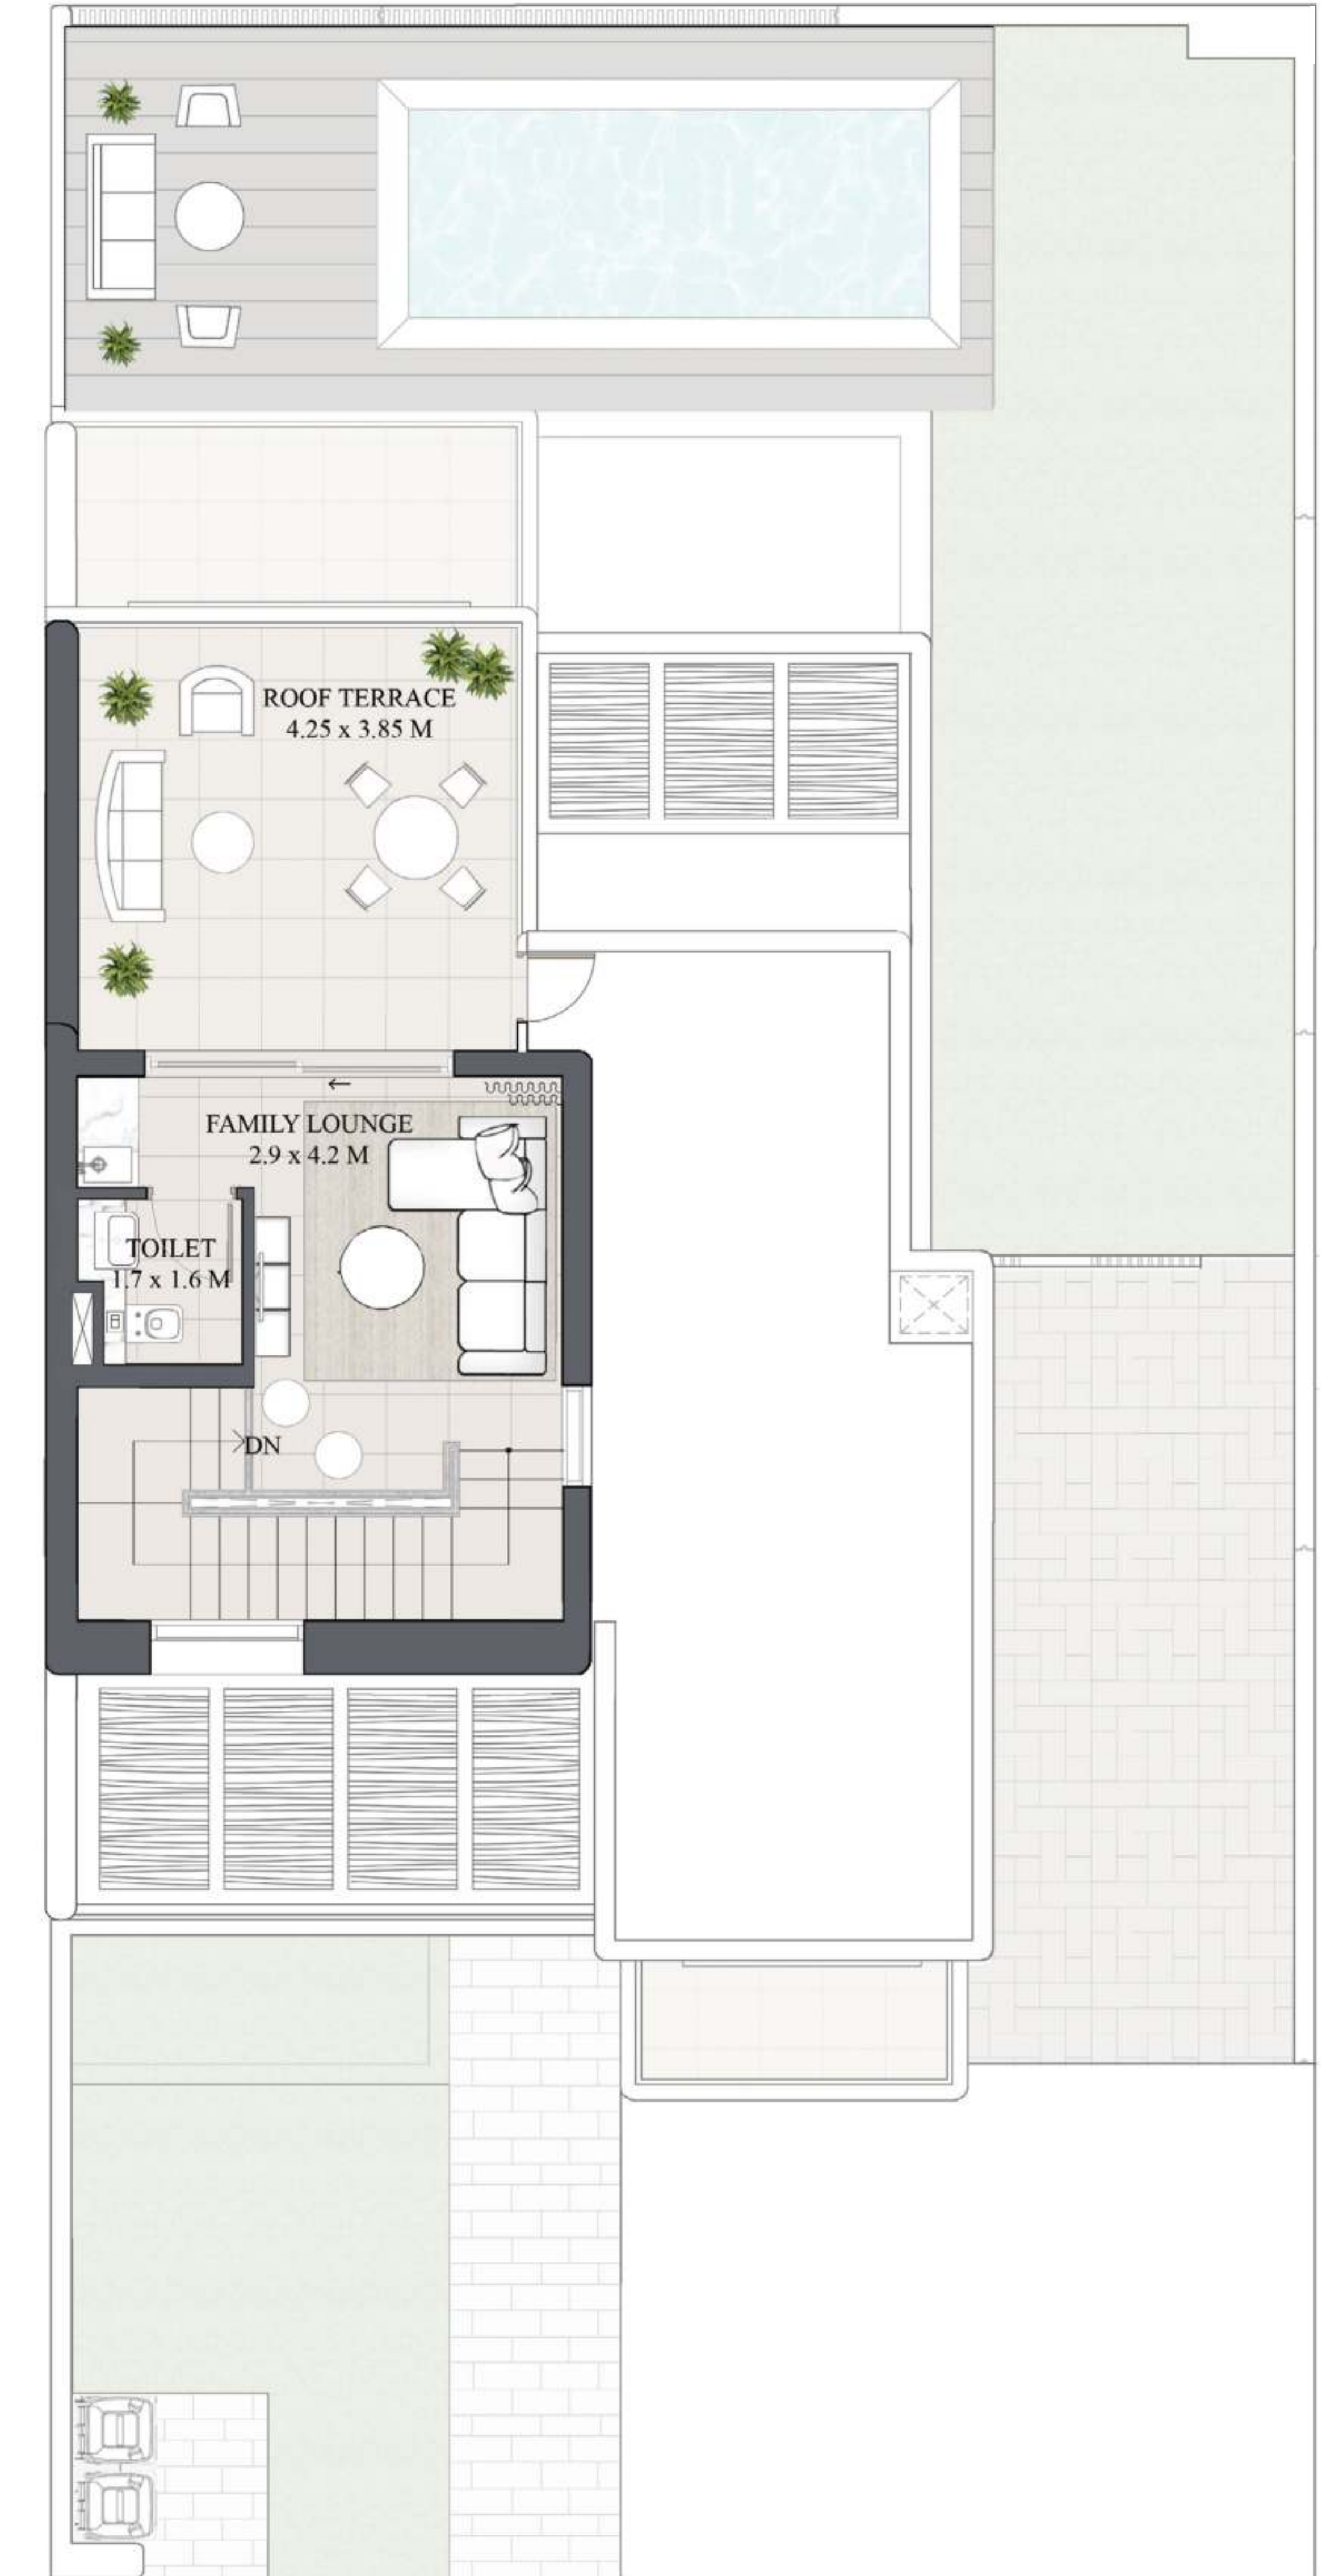 ROOF TERRACE
4.25 x 3.85 M
FAMILY LOUNGE
2.9 x 4.2 M
TOILET
1.7 x 1.6 M
DN